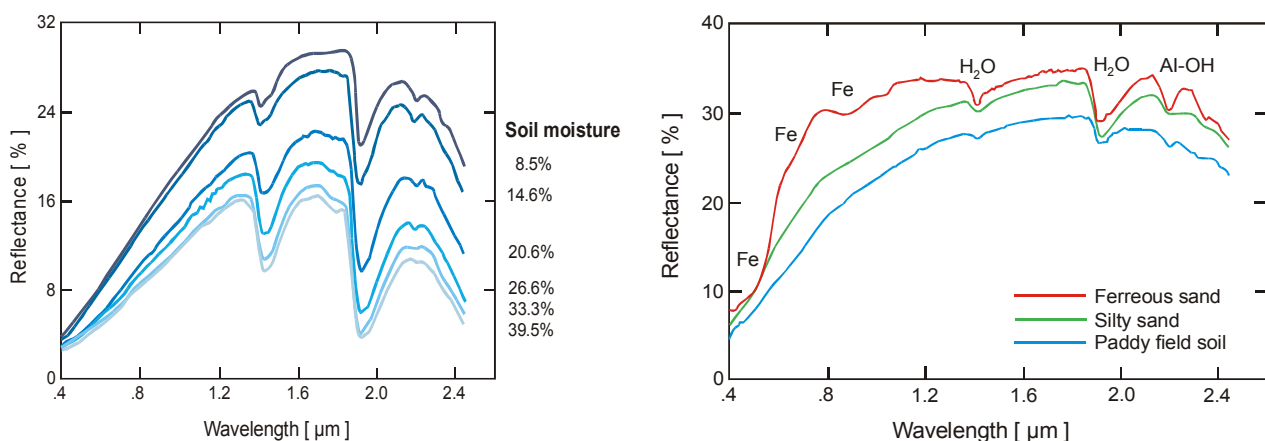 32
24
16
8
0
Reflectance [ % ]
.4
.8
1.2
1.6
2.0
2.4
Wavelength [ µm ]
Soil moisture
8.5%
14.6%
20.6%
26.6%
33.3%
39.5%
40
30
20
10
0
Reflectance [ % ]
Fe
Fe
Fe
H2O
H2O
Al-OH
Ferreous sand
Silty sand
Paddy field soil
.4
.8
1.2
1.6
2.0
2.4
Wavelength [ µm ]